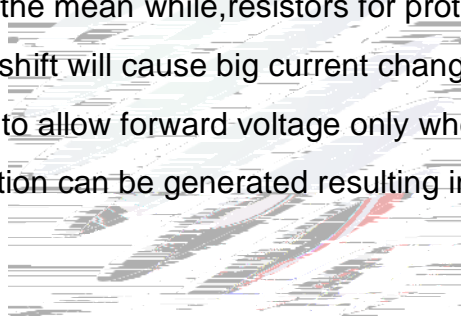 the mean while,resistors for prot
shift will cause big current chang
to allow forward voltage only wh
tion can be generated resulting i